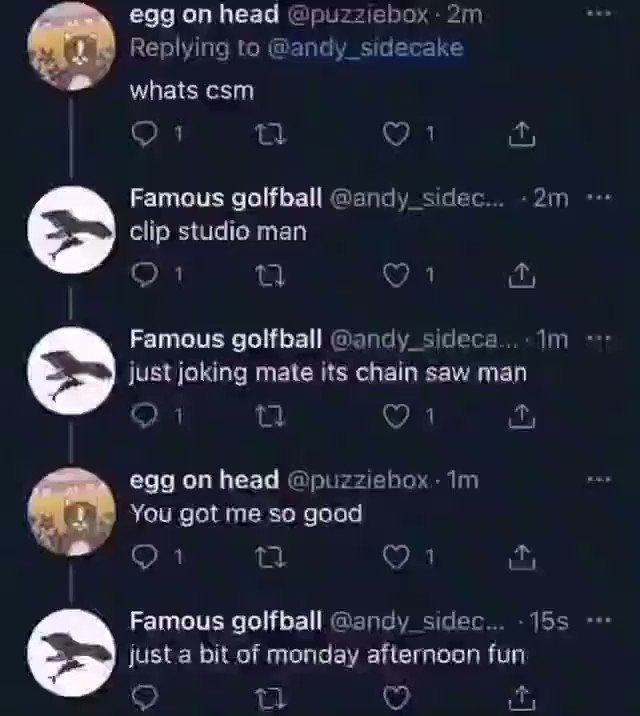 egg on head @puzziebox · 2m
Replying to @andy_sidecake
whats csm
1 1
Famous golfball @andy_sidec... · 2m
clip studio man
1 1
Famous golfball @andy_sideca... · 1m
just joking mate its chain saw man
1 1
egg on head @puzziebox · 1m
You got me so good
1 1
Famous golfball @andy_sidec... · 15s
just a bit of monday afternoon fun